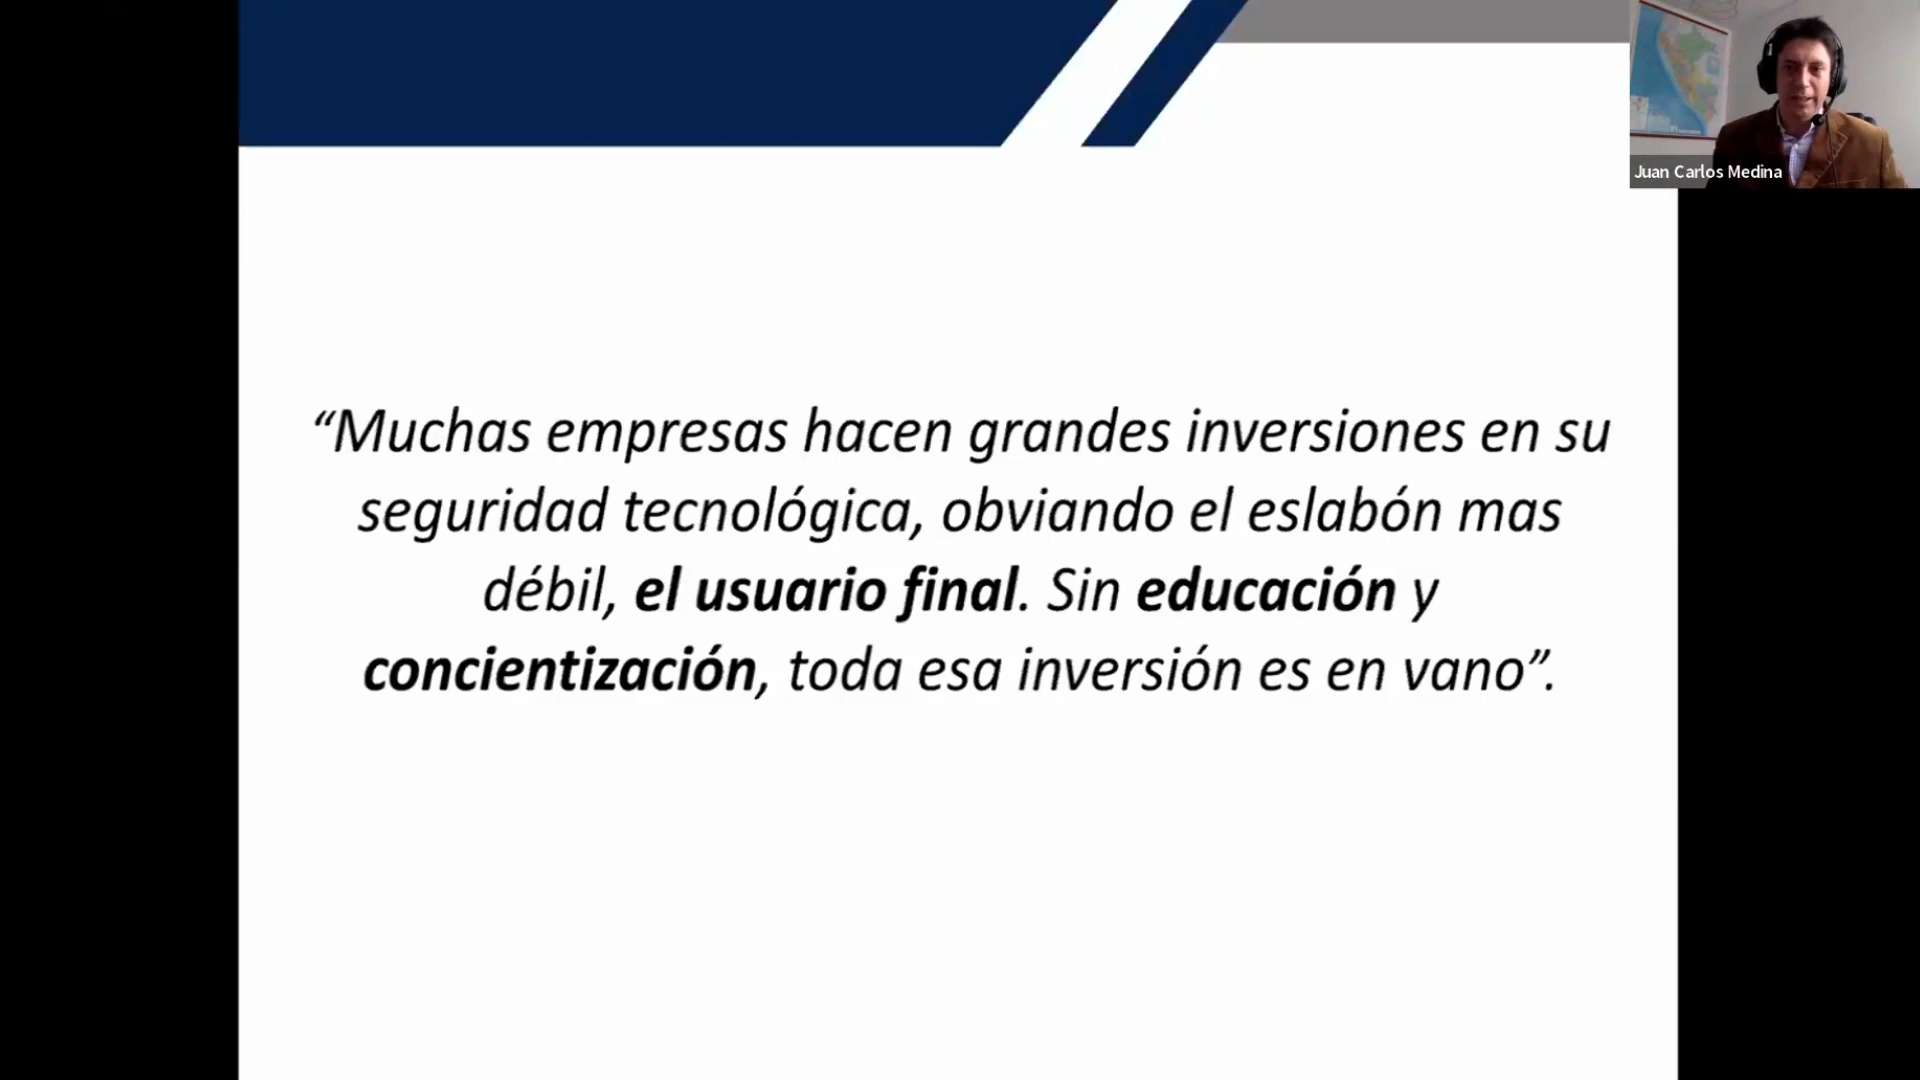 Juan Carlos Medina
“Muchas empresas hacen grandes inversiones en su
seguridad tecnológica, obviando el eslabón mas
débil, el usuario final. Sin educación y
concientización, toda esa inversión es en vano”.